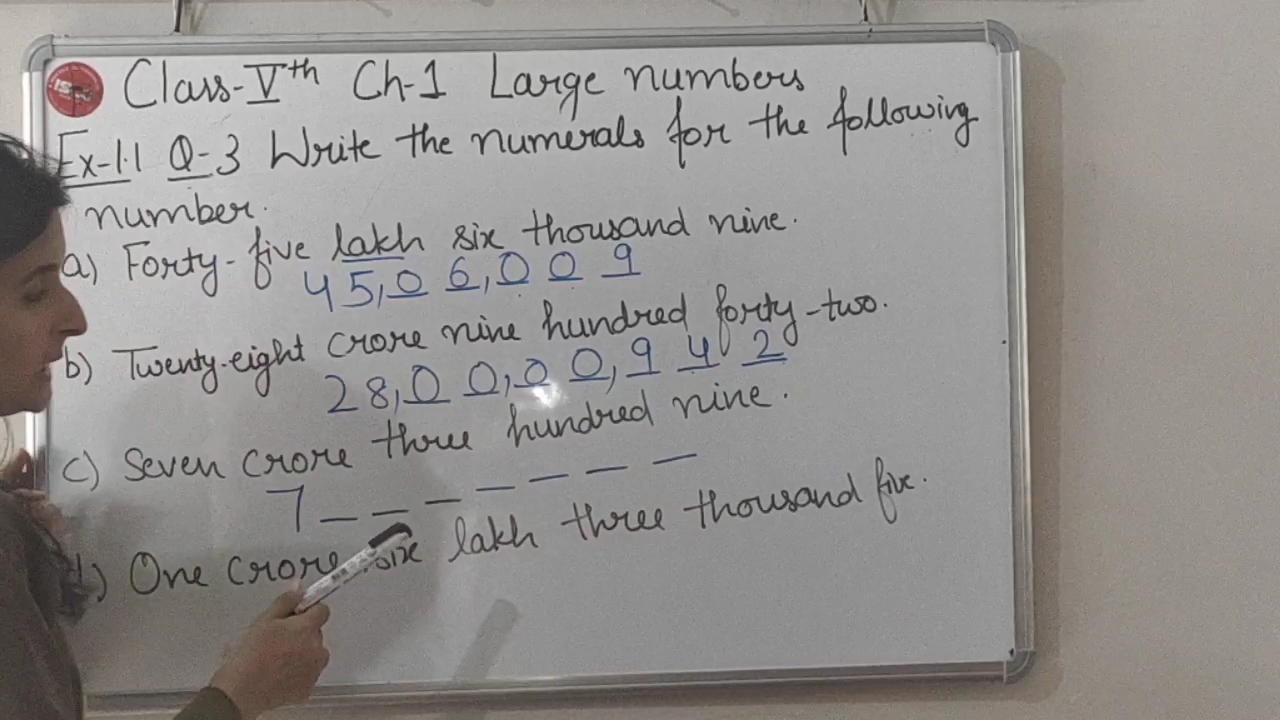 Class-Vth Ch-1 Large numbers
Ex-1.1 Q-3 Write the numerals for the following
number.
a) Forty-five lakh six thousand nine.
45,06,009
b) Twenty-eight crore nine hundred forty-two.
28,00,00,942
c) Seven crore three hundred nine.
7 _ _ _ _ _ _ _
d) One crore six lakh three thousand five.